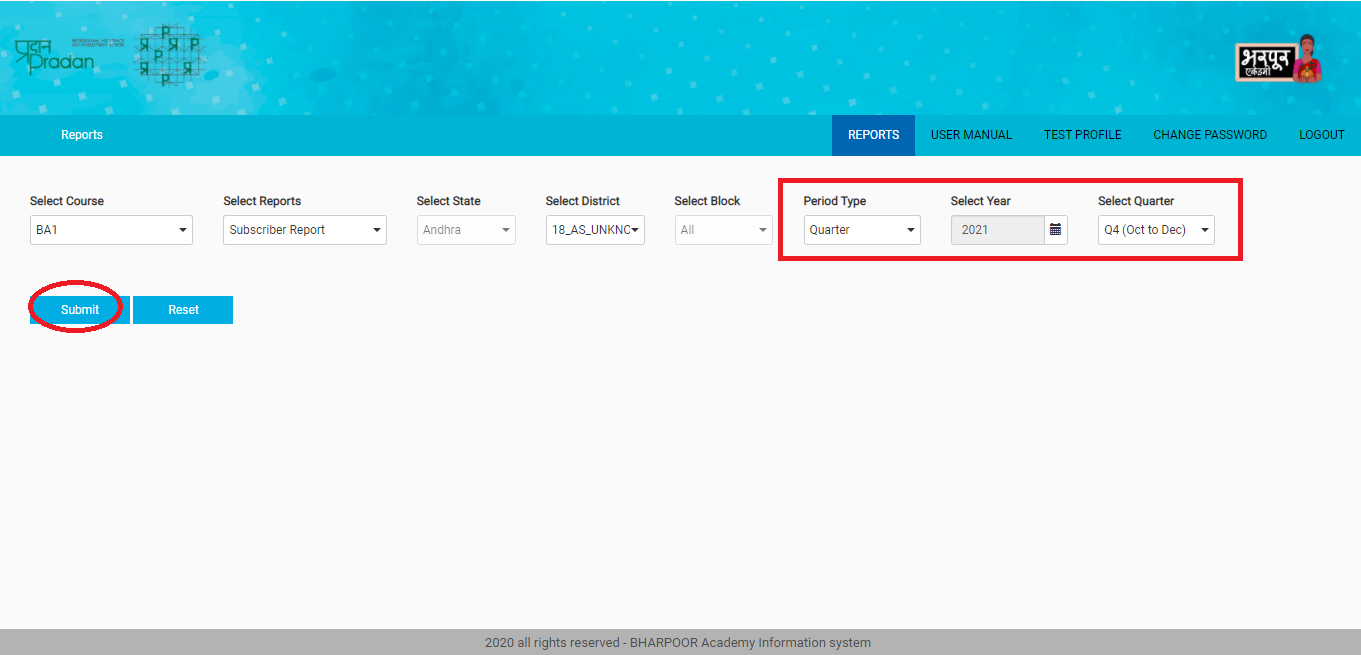 प्रदान
Pradan
भरपूर
एकेडमी
Reports
REPORTS USER MANUAL TEST PROFILE CHANGE PASSWORD LOGOUT
Select Course Select Reports Select State Select District Select Block Period Type Select Year Select Quarter
BA1 Subscriber Report Andhra 18_AS_UNKNC All Quarter 2021 Q4 (Oct to Dec)
Submit Reset
2020 all rights reserved - BHARPOOR Academy Information system